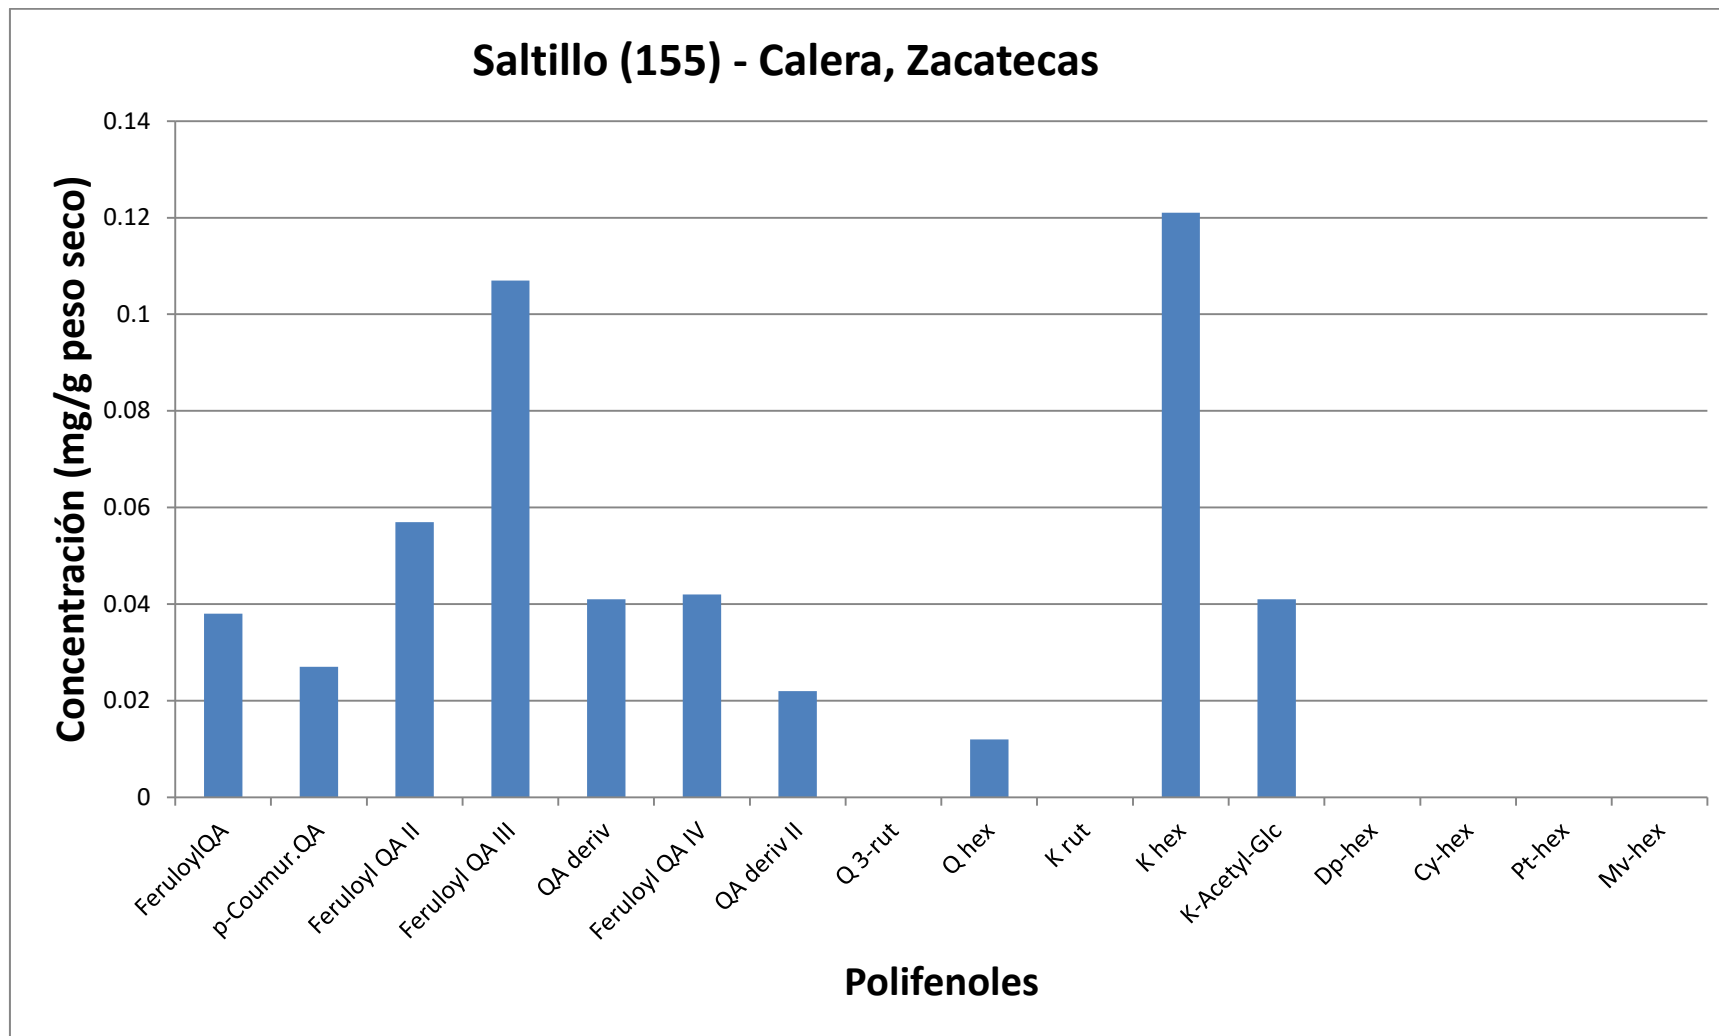 Saltillo (155) - Calera, Zacatecas
Concentración (mg/g peso seco)
0.14
0.12
0.1
0.08
0.06
0.04
0.02
0
FeruloylQA
p-Coumur.QA
Feruloyl QA II
Feruloyl QA III
QA deriv
Feruloyl QA IV
QA deriv II
Q 3-rut
Q hex
K rut
K hex
K-Acetyl-Glc
Dp-hex
Cy-hex
Pt-hex
Mv-hex
Polifenoles